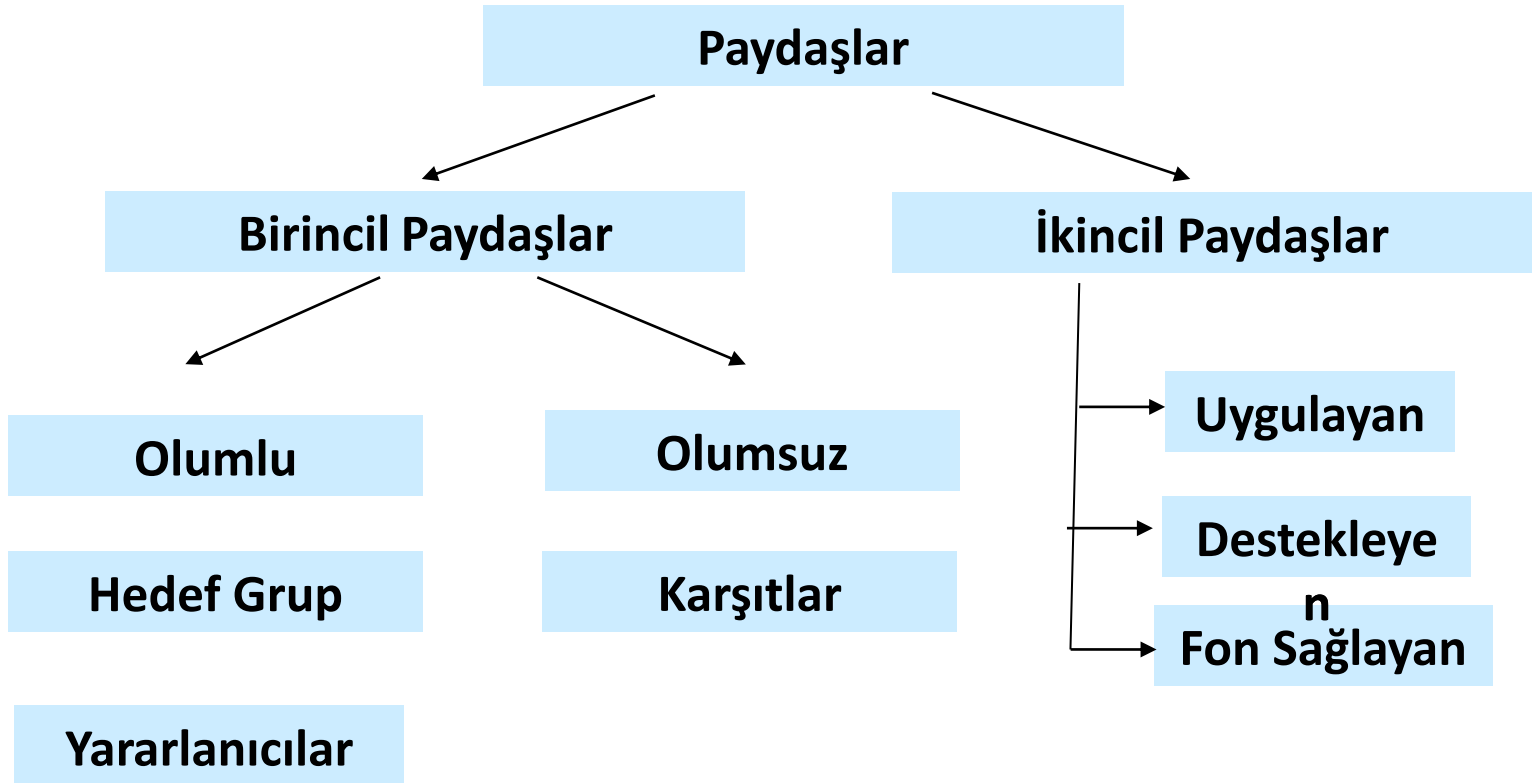 Paydaşlar
Birincil Paydaşlar
İkincil Paydaşlar
Olumlu
Olumsuz
Uygulayan
Hedef Grup
Karşıtlar
Destekleye
n
Fon Sağlayan
Yararlanıcılar